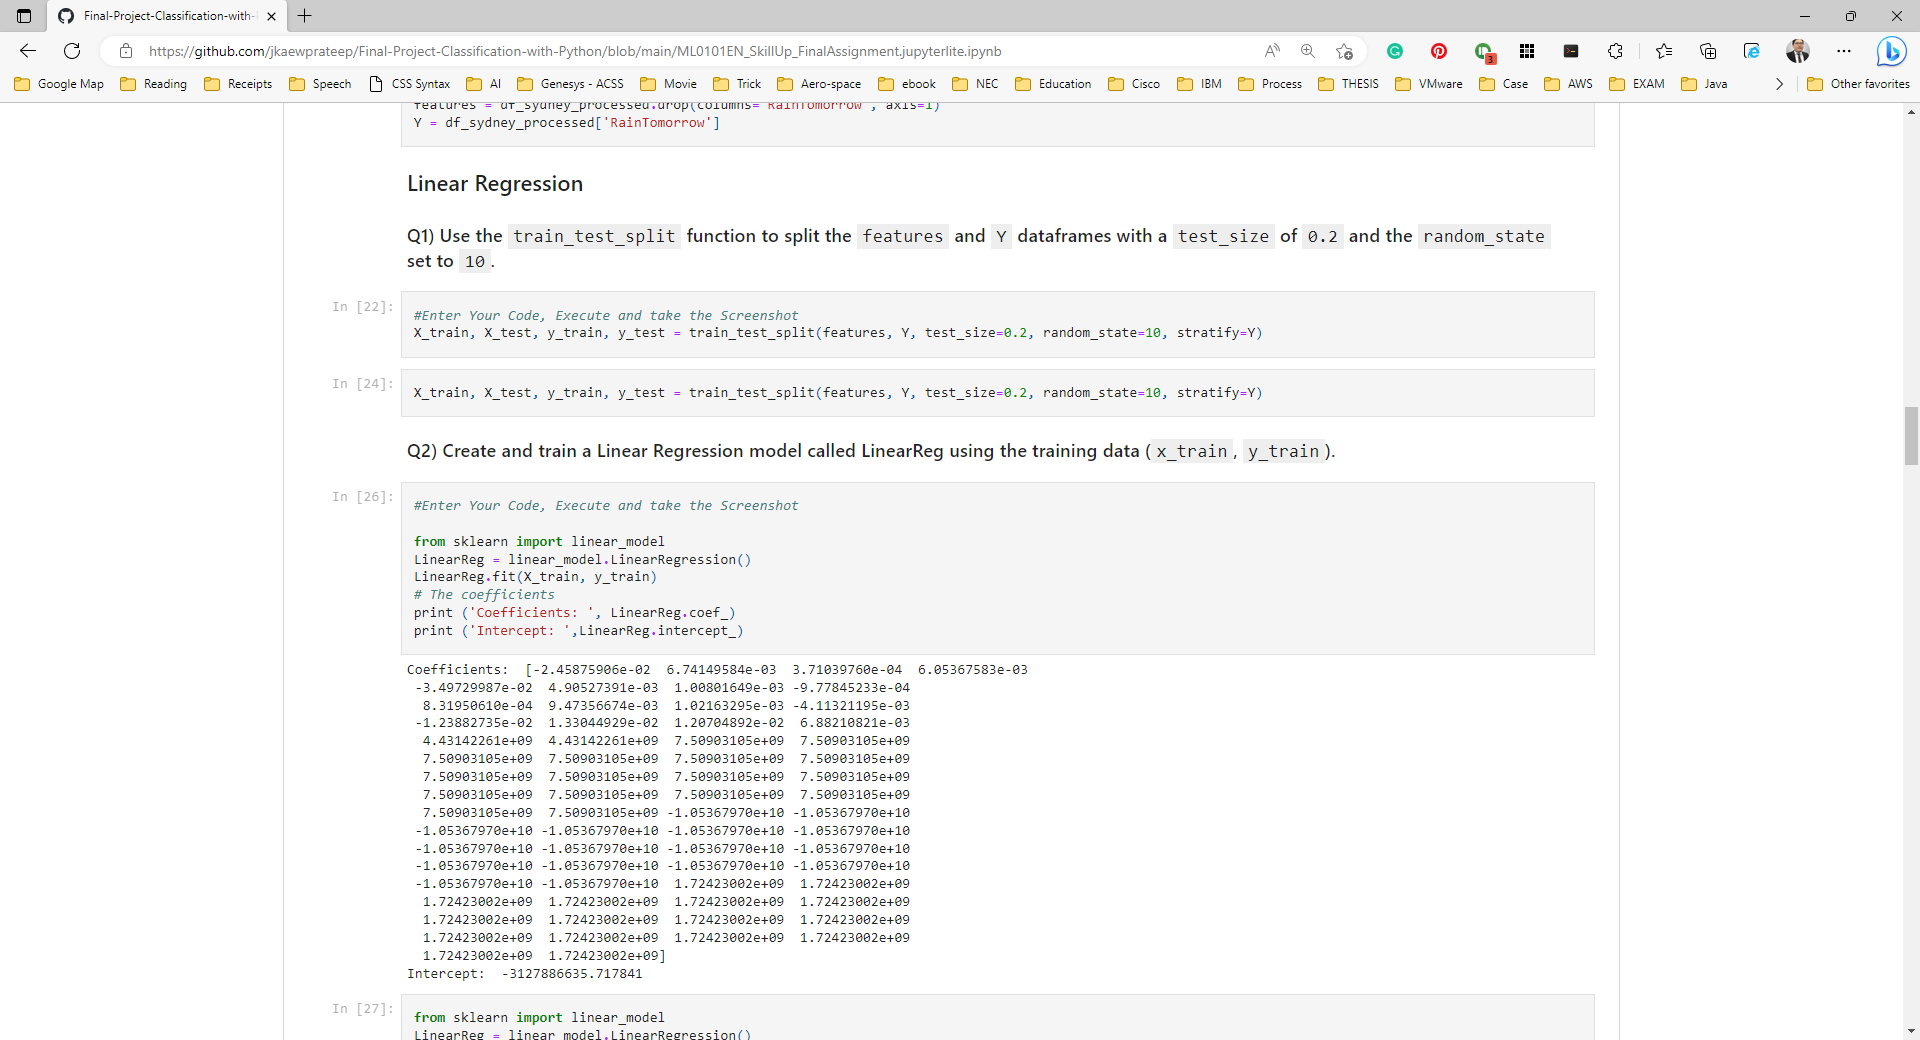 Final-Project-Classification-with-
https://github.com/jkaewprateep/Final-Project-Classification-with-Python/blob/main/ML0101EN_SkillUp_FinalAssignment.jupyterlite.ipynb
3
Google Map Reading Receipts Speech CSS Syntax AI Genesys - ACSS Movie Trick Aero-space ebook NEC Education Cisco IBM Process THESIS VMware Case AWS EXAM Java Other favorites
features = df_sydney_processed.drop(columns='RainTomorrow', axis=1)
Y = df_sydney_processed['RainTomorrow']
Linear Regression
Q1) Use the train_test_split function to split the features and Y dataframes with a test_size of 0.2 and the random_state
set to 10.
In [22]:
#Enter Your Code, Execute and take the Screenshot
X_train, X_test, y_train, y_test = train_test_split(features, Y, test_size=0.2, random_state=10, stratify=Y)
In [24]:
X_train, X_test, y_train, y_test = train_test_split(features, Y, test_size=0.2, random_state=10, stratify=Y)
Q2) Create and train a Linear Regression model called LinearReg using the training data (x_train, y_train).
In [26]:
#Enter Your Code, Execute and take the Screenshot
from sklearn import linear_model
LinearReg = linear_model.LinearRegression()
LinearReg.fit(X_train, y_train)
# The coefficients
print ('Coefficients: ', LinearReg.coef_)
print ('Intercept: ',LinearReg.intercept_)
Coefficients:  [-2.45875906e-02  6.74149584e-03  3.71039760e-04  6.05367583e-03
-3.49729987e-02  4.90527391e-03  1.00801649e-03 -9.77845233e-04
8.31950610e-04  9.47356674e-03  1.02163295e-03 -4.11321195e-03
-1.23882735e-02  1.33044929e-02  1.20704892e-02  6.88210821e-03
4.43142261e+09  4.43142261e+09  7.50903105e+09  7.50903105e+09
7.50903105e+09  7.50903105e+09  7.50903105e+09  7.50903105e+09
7.50903105e+09  7.50903105e+09  7.50903105e+09  7.50903105e+09
7.50903105e+09  7.50903105e+09  7.50903105e+09  7.50903105e+09
7.50903105e+09  7.50903105e+09 -1.05367970e+10 -1.05367970e+10
-1.05367970e+10 -1.05367970e+10 -1.05367970e+10 -1.05367970e+10
-1.05367970e+10 -1.05367970e+10 -1.05367970e+10 -1.05367970e+10
-1.05367970e+10 -1.05367970e+10 -1.05367970e+10 -1.05367970e+10
-1.05367970e+10 -1.05367970e+10  1.72423002e+09  1.72423002e+09
1.72423002e+09  1.72423002e+09  1.72423002e+09  1.72423002e+09
1.72423002e+09  1.72423002e+09  1.72423002e+09  1.72423002e+09
1.72423002e+09  1.72423002e+09  1.72423002e+09  1.72423002e+09
1.72423002e+09  1.72423002e+09]
Intercept:  -3127886635.717841
In [27]:
from sklearn import linear_model
LinearReg = linear_model.LinearRegression()